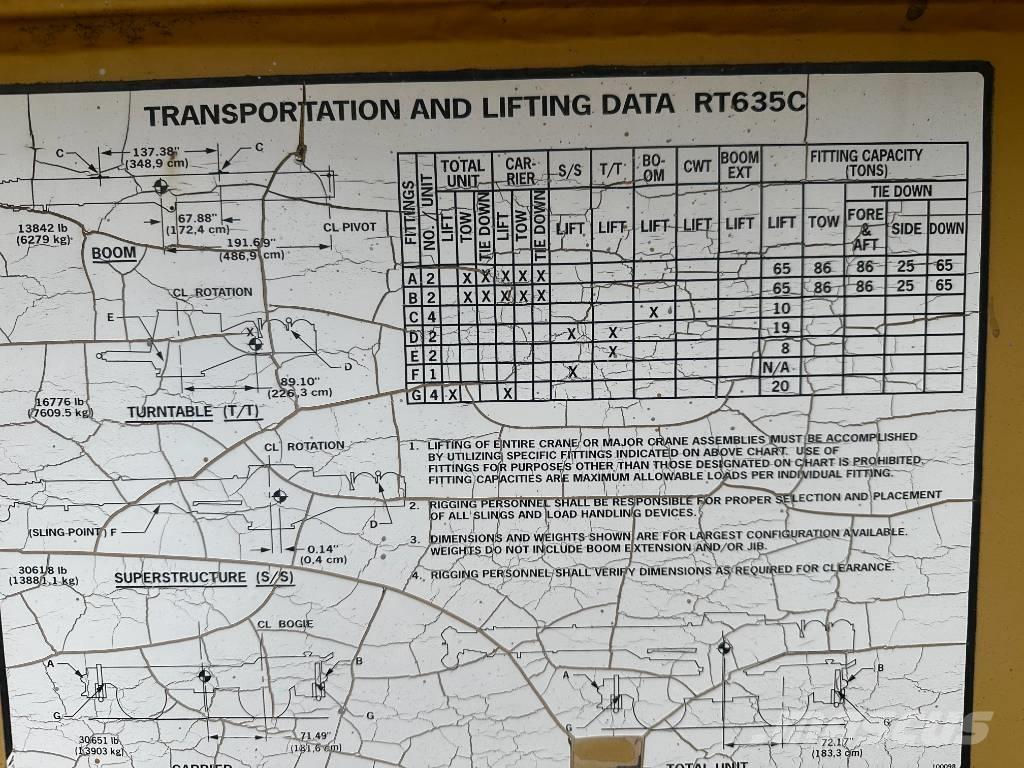 TRANSPORTATION AND LIFTING DATA RT635C
C 137.38" (348,9 cm) C
67.88" (172,4 cm)
13842 lb
(6279 kg)
191.69"
(486,9 cm)
CL PIVOT
BOOM
CL ROTATION
E
X
D
89.10"
(226,3 cm)
16776 lb
(7609.5 kg)
TURNTABLE (T/T)
CL ROTATION
(SLING POINT) F
D
0.14"
(0,4 cm)
30618 lb
(13881,1 kg)
SUPERSTRUCTURE (S/S)
CL BOGIE
A B
G G
30651 lb
(13903 kg)
71.49"
(181,6 cm)
CARRIER
FITTINGS NO. / UNIT TOTAL UNIT CAR-RIER S/S T/T BO-OM CWT BOOM EXT FITTING CAPACITY (TONS)
TIE DOWN
LIFT TOW TIE DOWN LIFT TOW TIE DOWN LIFT LIFT LIFT LIFT LIFT LIFT TOW FORE & AFT SIDE DOWN
A 2 X X X X X 65 86 86 25 65
B 2 X X X X X 65 86 86 25 65
C 4 X 10
D 2 X X 19
E 2 X 8
F 1 X N/A
G 4 X X 20
1. LIFTING OF ENTIRE CRANE OR MAJOR CRANE ASSEMBLIES MUST BE ACCOMPLISHED
BY UTILIZING SPECIFIC FITTINGS INDICATED ON ABOVE CHART. USE OF
FITTINGS FOR PURPOSES OTHER THAN THOSE DESIGNATED ON CHART IS PROHIBITED.
FITTING CAPACITIES ARE MAXIMUM ALLOWABLE LOADS PER INDIVIDUAL FITTING.
2. RIGGING PERSONNEL SHALL BE RESPONSIBLE FOR PROPER SELECTION AND PLACEMENT
OF ALL SLINGS AND LOAD HANDLING DEVICES.
3. DIMENSIONS AND WEIGHTS SHOWN ARE FOR LARGEST CONFIGURATION AVAILABLE.
WEIGHTS DO NOT INCLUDE BOOM EXTENSION AND/OR JIB.
4. RIGGING PERSONNEL SHALL VERIFY DIMENSIONS AS REQUIRED FOR CLEARANCE.
A B
G G
72.17"
(183,3 cm)
TOTAL UNIT
100098
MASCUS